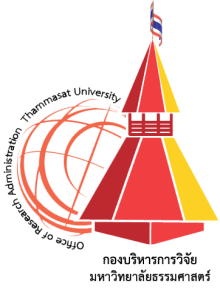 Office of Research Administration Thammasat University
กองบริหารการวิจัย
มหาวิทยาลัยธรรมศาสตร์